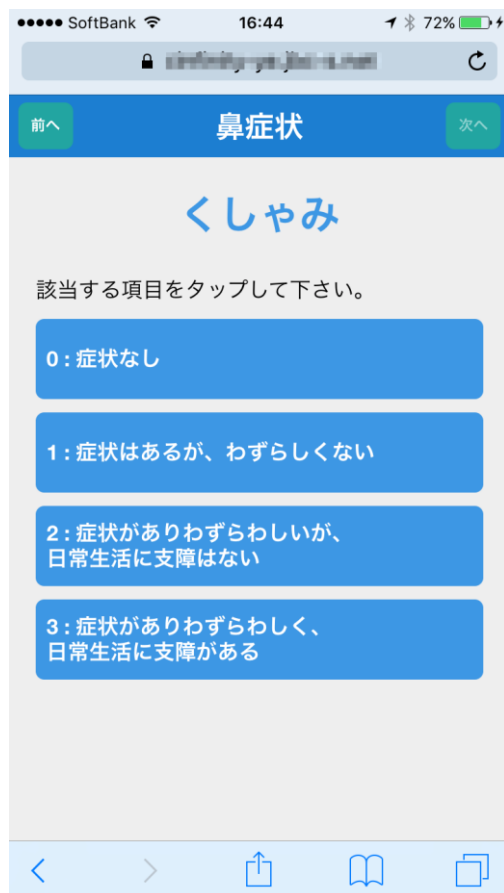 SoftBank 16:44 72%
前へ 鼻症状 次へ
くしゃみ
該当する項目をタップして下さい。
0 : 症状なし
1 : 症状はあるが、わずらしくない
2 : 症状がありわずらわしいが、
日常生活に支障はない
3 : 症状がありわずらわしく、
日常生活に支障がある